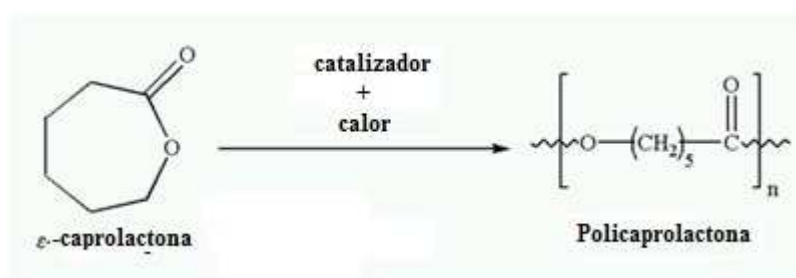 O
O
catalizador
+
calor
ε-caprolactona
O
O—(CH₂)₅—C
n
Policaprolactona